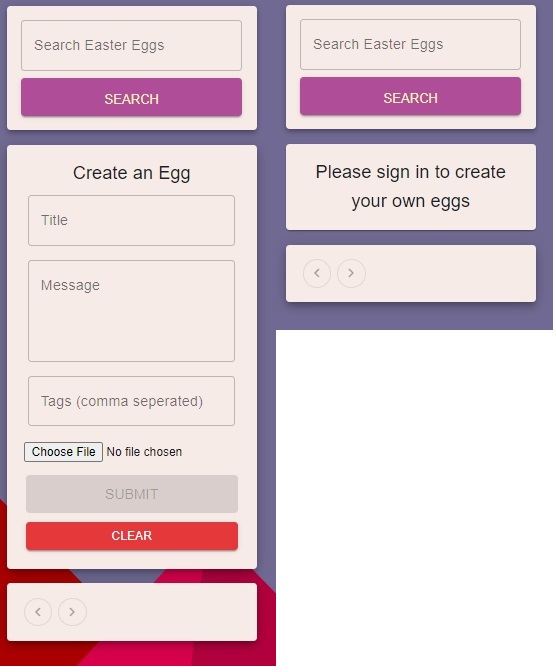 Search Easter Eggs
SEARCH
Create an Egg
Title
Message
Tags (comma seperated)
Choose File No file chosen
SUBMIT
CLEAR
Search Easter Eggs
SEARCH
Please sign in to create
your own eggs